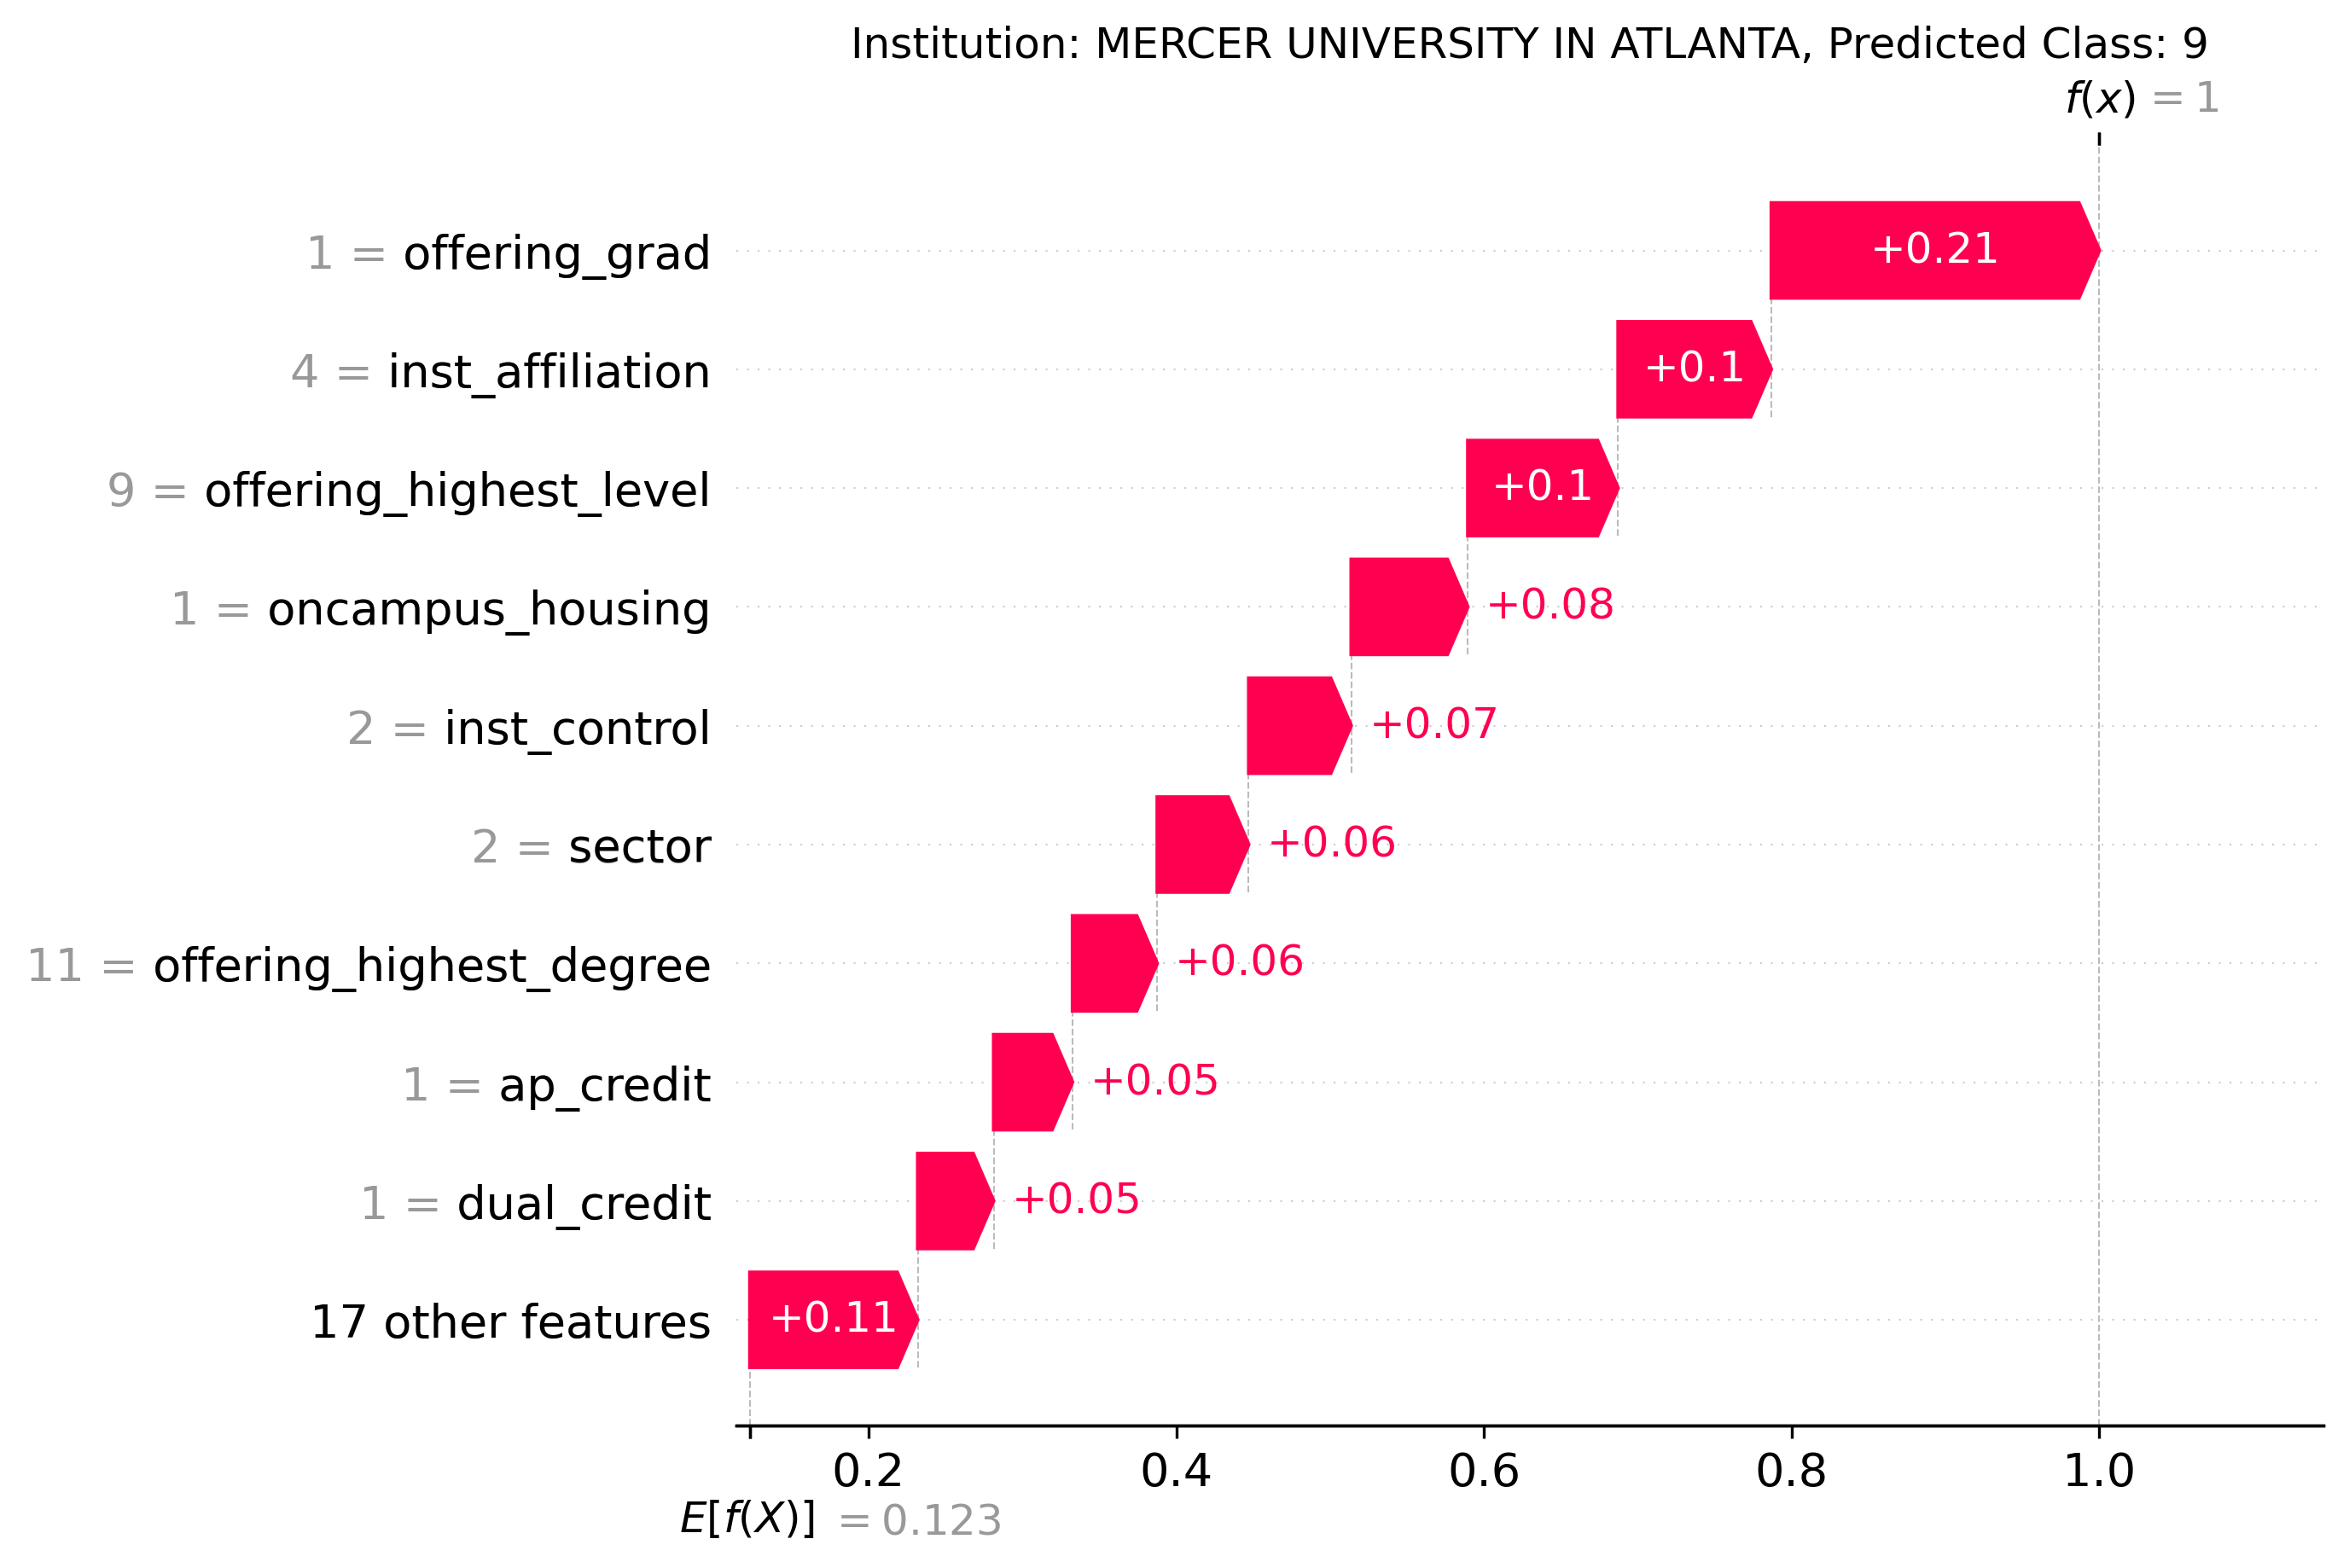 Institution: MERCER UNIVERSITY IN ATLANTA, Predicted Class: 9
f(x) = 1
1 = offering_grad +0.21
4 = inst_affiliation +0.1
9 = offering_highest_level +0.1
1 = oncampus_housing +0.08
2 = inst_control +0.07
2 = sector +0.06
11 = offering_highest_degree +0.06
1 = ap_credit +0.05
1 = dual_credit +0.05
17 other features +0.11
0.2 0.4 0.6 0.8 1.0
E[f(X)] = 0.123